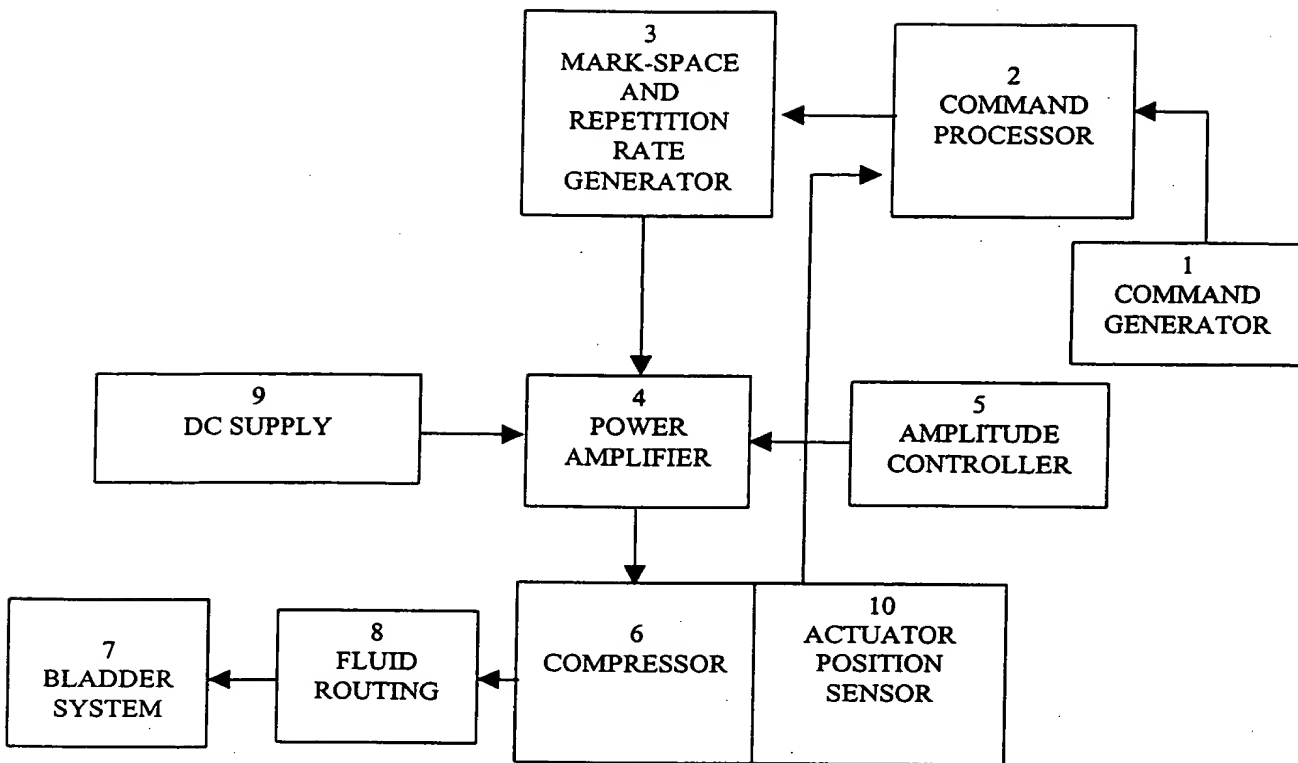 3
MARK-SPACE
AND
REPETITION
RATE
GENERATOR
2
COMMAND
PROCESSOR
1
COMMAND
GENERATOR
9
DC SUPPLY
4
POWER
AMPLIFIER
5
AMPLITUDE
CONTROLLER
7
BLADDER
SYSTEM
8
FLUID
ROUTING
6
COMPRESSOR
10
ACTUATOR
POSITION
SENSOR